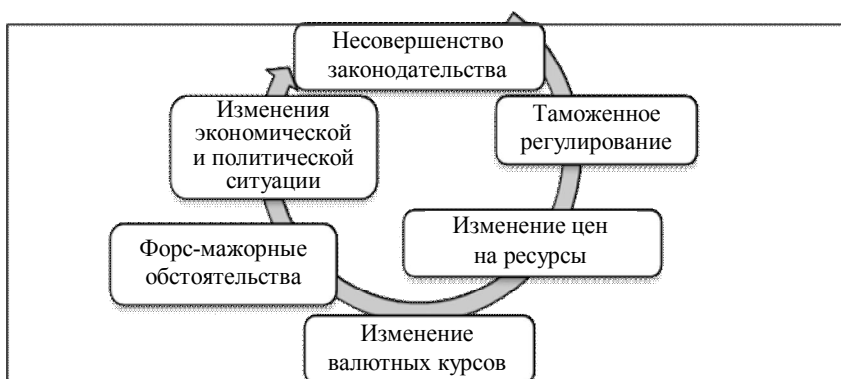 Несовершенство
законодательства
Таможенное
регулирование
Изменение цен
на ресурсы
Изменение
валютных курсов
Форс-мажорные
обстоятельства
Изменения
экономической
и политической
ситуации